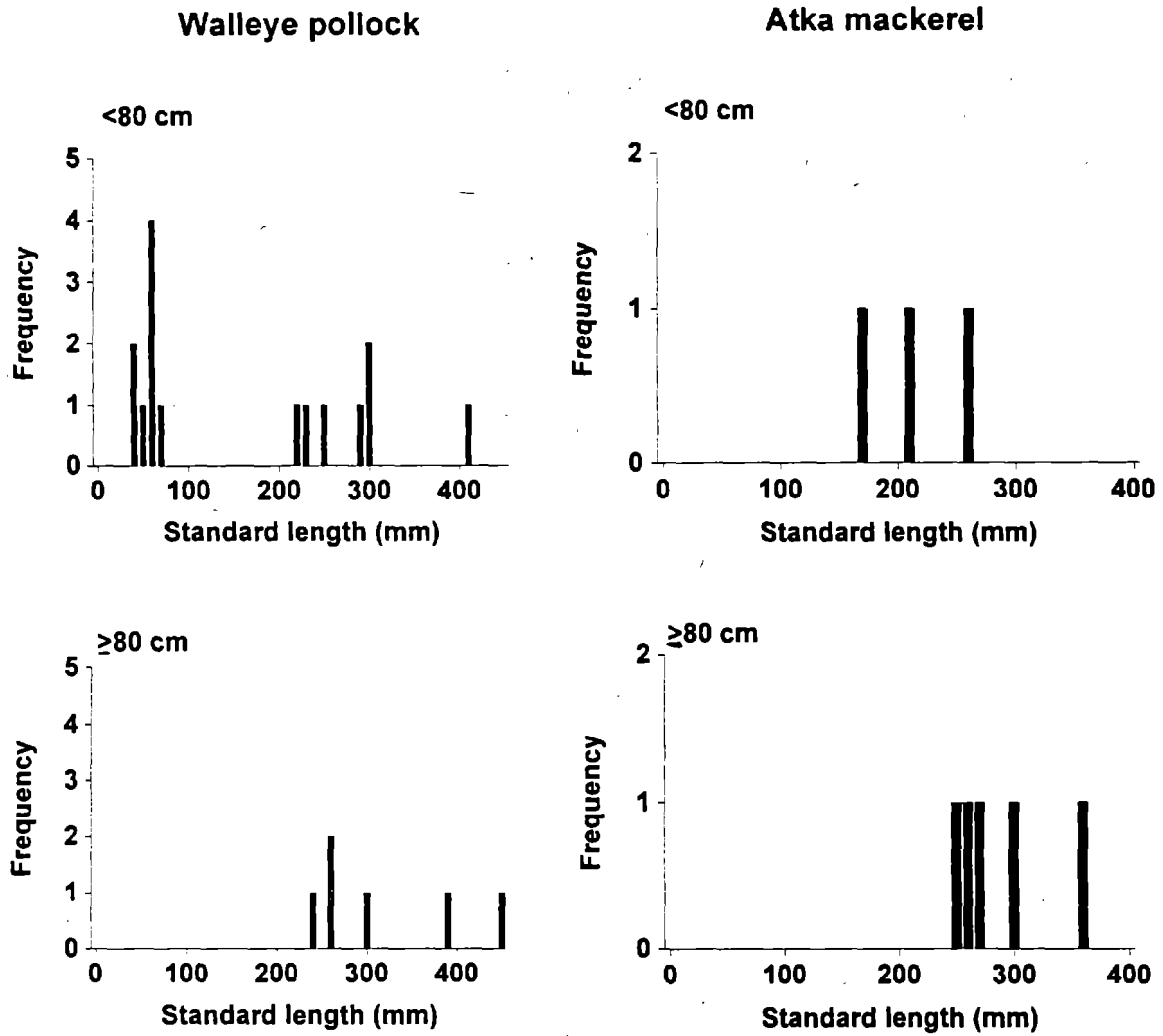 Walleye pollock
<80 cm
5
4
3
2
1
0
Frequency
0 100 200 300 400
Standard length (mm)
Atka mackerel
<80 cm
2
1
0
Frequency
0 100 200 300 400
Standard length (mm)
≥80 cm
5
4
3
2
1
0
Frequency
0 100 200 300 400
Standard length (mm)
≥80 cm
2
1
0
Frequency
0 100 200 300 400
Standard length (mm)